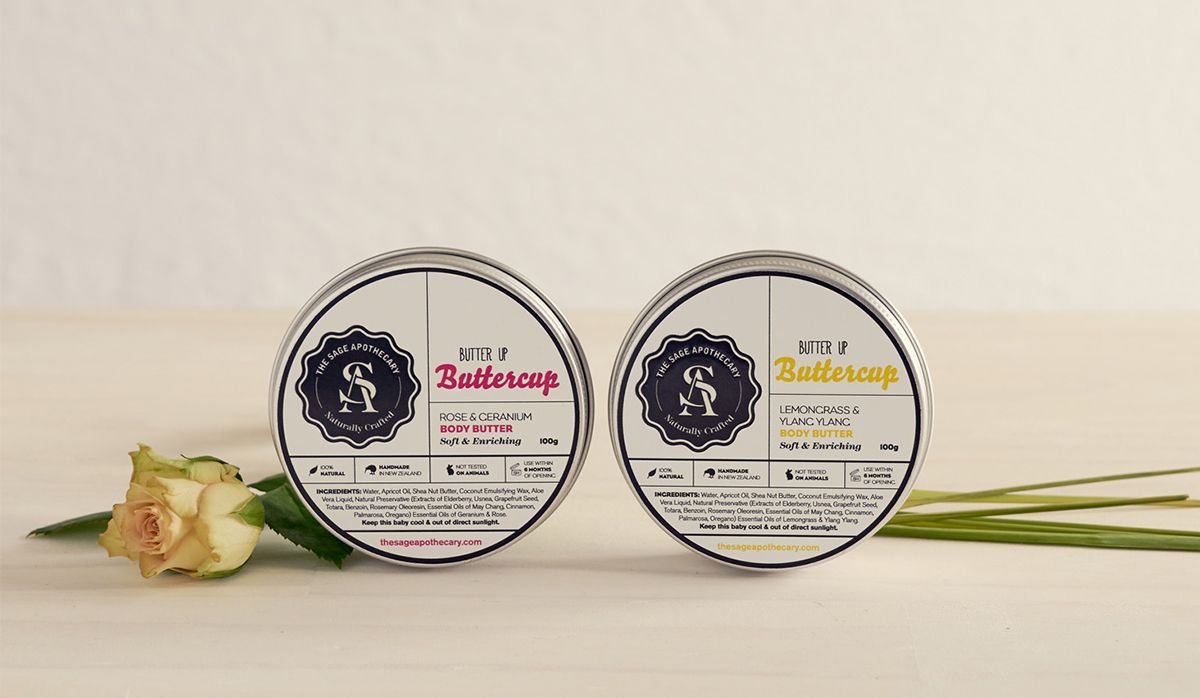 THE SAGE APOTHECARY
SA
Naturally Crafted
BUTTER UP
Buttercup
ROSE & GERANIUM
BODY BUTTER
Soft & Enriching 100g
100%
NATURAL
HANDMADE
IN NEW ZEALAND
NOT TESTED
ON ANIMALS
USE WITHIN
6 MONTHS
OF OPENING
INGREDIENTS: Water, Apricot Oil, Shea Nut Butter, Coconut Emulsifying Wax, Aloe
Vera Liquid, Natural Preservative (Extracts of Elderberry, Usnea, Grapefruit Seed,
Totara, Benzoin, Rosemary Oleoresin, Essential Oils of May Chang, Cinnamon,
Palmarosa, Oregano) Essential Oils of Geranium & Rose.
Keep this baby cool & out of direct sunlight.
thesageapothecary.com
THE SAGE APOTHECARY
SA
Naturally Crafted
BUTTER UP
Buttercup
LEMONGRASS &
YLANG YLANG
BODY BUTTER
Soft & Enriching 100g
100%
NATURAL
HANDMADE
IN NEW ZEALAND
NOT TESTED
ON ANIMALS
USE WITHIN
6 MONTHS
OF OPENING
INGREDIENTS: Water, Apricot Oil, Shea Nut Butter, Coconut Emulsifying Wax, Aloe
Vera Liquid, Natural Preservative (Extracts of Elderberry, Usnea, Grapefruit Seed,
Totara, Benzoin, Rosemary Oleoresin, Essential Oils of May Chang, Cinnamon,
Palmarosa, Oregano) Essential Oils of Lemongrass & Ylang Ylang.
Keep this baby cool & out of direct sunlight.
thesageapothecary.com